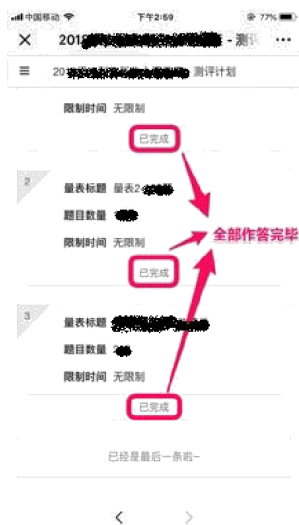 中国移动 下午2:59 77%
2018 - 测
20 测评计划
限制时间 无限制
已完成
2
量表标题 量表2
题目数量
全部作答完毕
限制时间 无限制
已完成
3
量表标题
题目数量 2
限制时间 无限制
已完成
已经是最后一条啦~